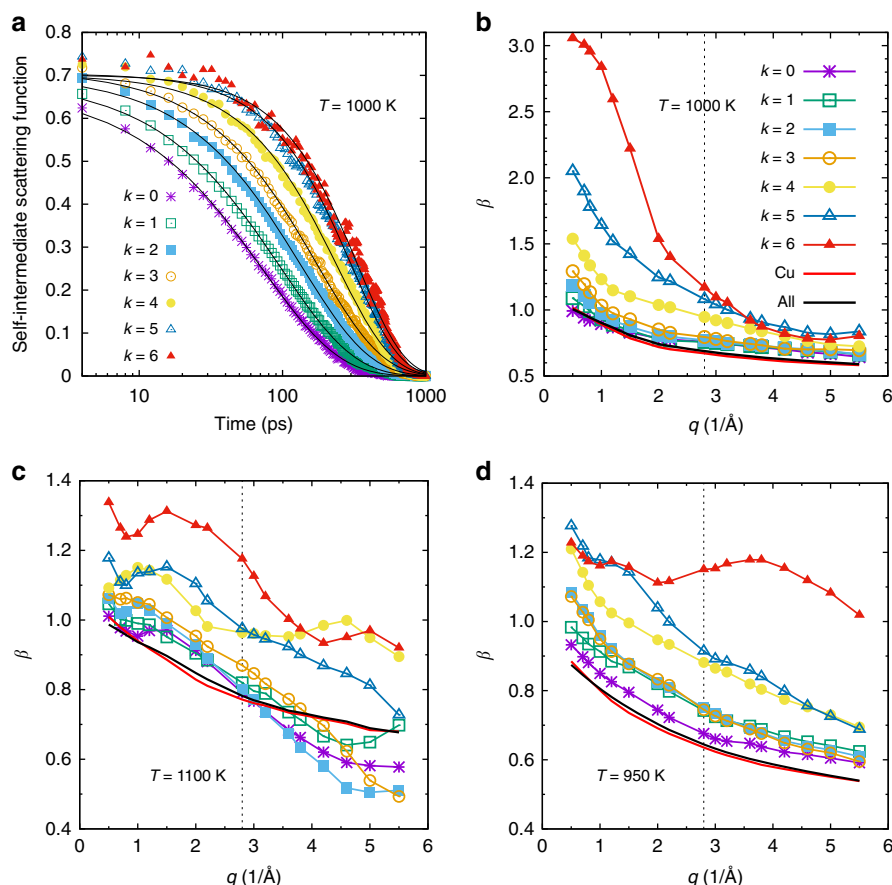 a
Self-intermediate scattering function
0.8
0.7
0.6
0.5
0.4
0.3
0.2
0.1
0
T = 1000 K
k = 0
k = 1
k = 2
k = 3
k = 4
k = 5
k = 6
10
100
1000
Time (ps)
b
β
3.0
2.5
2.0
1.5
1.0
0.5
T = 1000 K
k = 0
k = 1
k = 2
k = 3
k = 4
k = 5
k = 6
Cu
All
0 1 2 3 4 5 6
q (1/Å)
c
β
1.4
1.2
1.0
0.8
0.6
0.4
T = 1100 K
0 1 2 3 4 5 6
q (1/Å)
d
β
1.4
1.2
1.0
0.8
0.6
0.4
T = 950 K
0 1 2 3 4 5 6
q (1/Å)